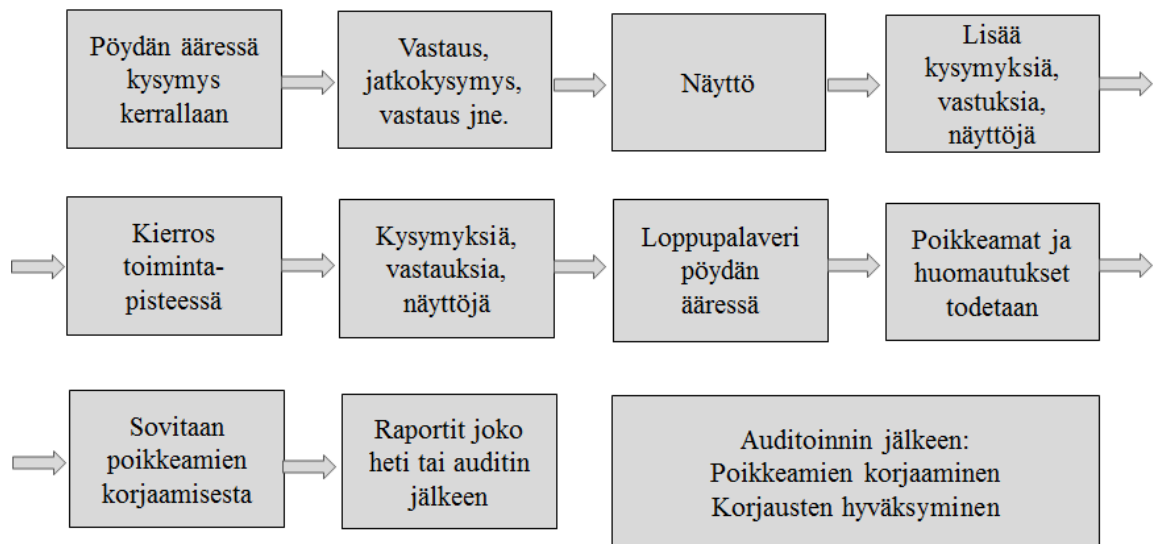 Pöydän ääressä
kysymys
kerrallaan
Vastaus,
jatkokysymys,
vastaus jne.
Näyttö
Lisää
kysymyksiä,
vastuksia,
näyttöjä
Kierros
toiminta-
pisteessä
Kysymyksiä,
vastauksia,
näyttöjä
Loppupalaveri
pöydän
ääressä
Poikkeamat ja
huomautukset
todetaan
Sovitaan
poikkeamien
korjaamisesta
Raportit joko
heti tai auditin
jälkeen
Auditoinnin jälkeen:
Poikkeamien korjaaminen
Korjausten hyväksyminen